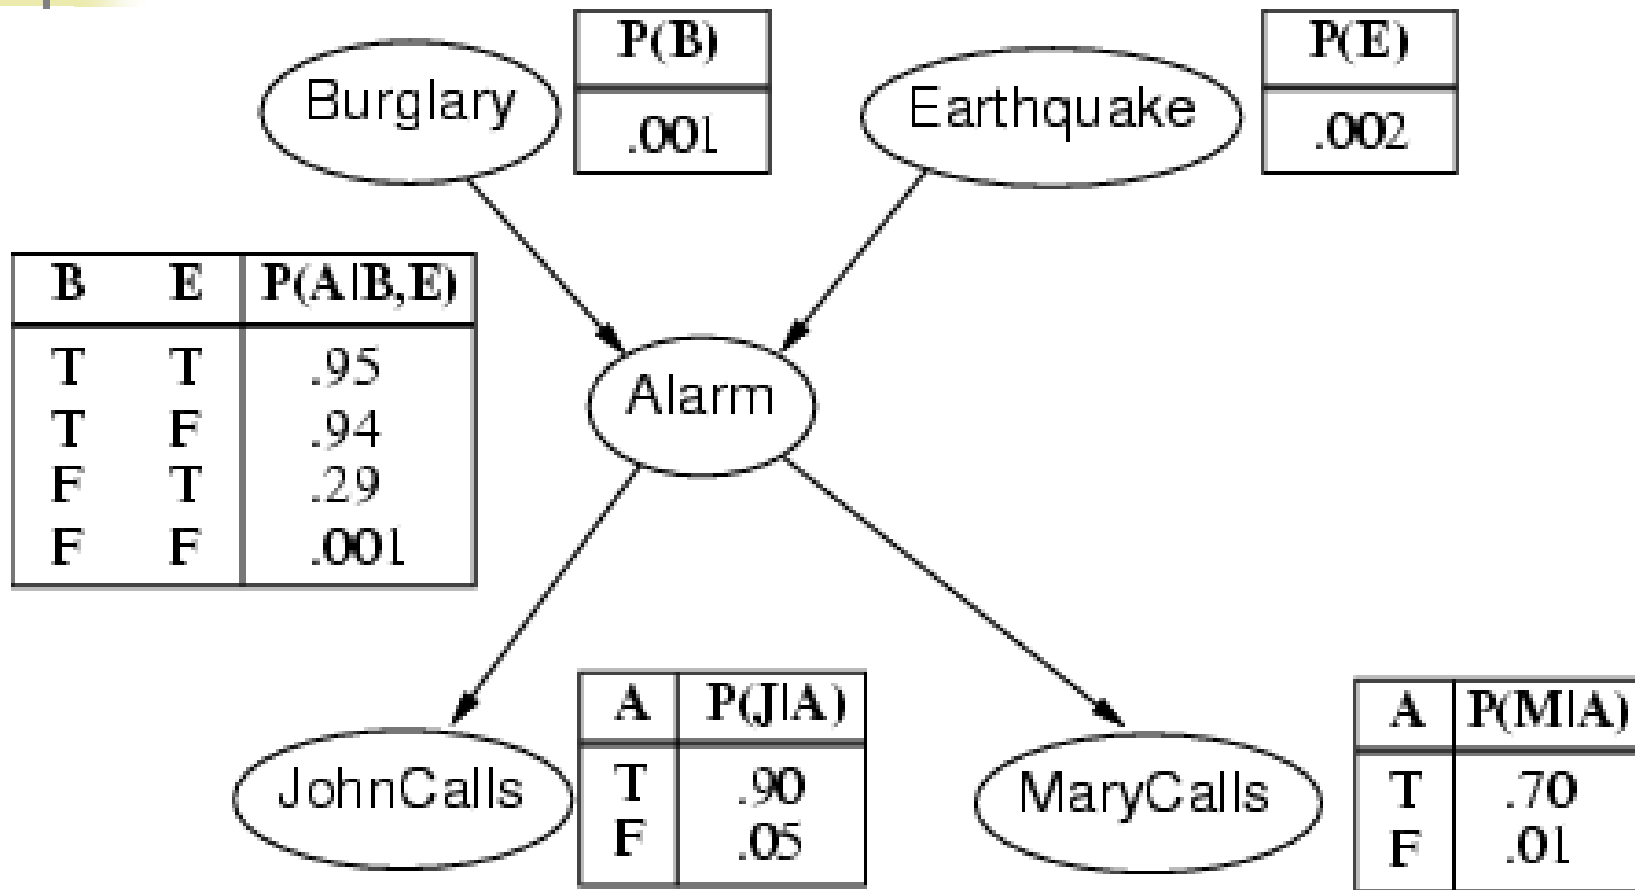 Burglary
P(B)
.001
Earthquake
P(E)
.002
B E P(A|B,E)
T T .95
T F .94
F T .29
F F .001
Alarm
JohnCalls
A P(J|A)
T .90
F .05
MaryCalls
A P(M|A)
T .70
F .01